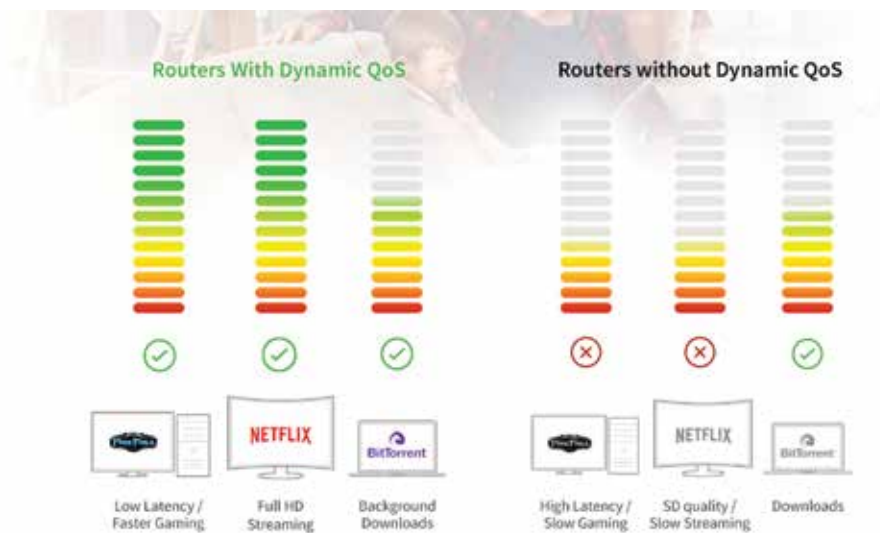 Routers With Dynamic QoS
Routers without Dynamic QoS
NETFLIX
BitTorrent
NETFLIX
BitTorrent
Low Latency /
Faster Gaming
Full HD
Streaming
Background
Downloads
High Latency /
Slow Gaming
SD quality /
Slow Streaming
Downloads